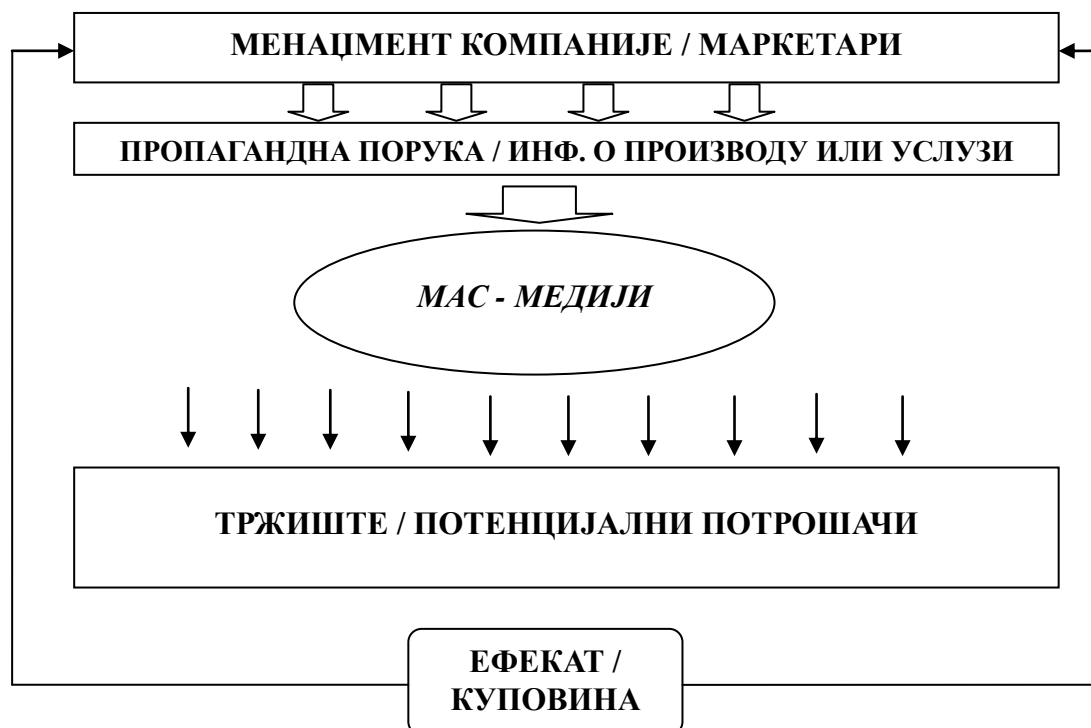 МЕНАЏМЕНТ КОМПАНИЈЕ / МАРКЕТАРИ
ПРОПАГАНДНА ПОРУКА / ИНФ. О ПРОИЗВОДУ ИЛИ УСЛУЗИ
МАС - МЕДИЈИ
ТРЖИШТЕ / ПОТЕНЦИЈАЛНИ ПОТРОШАЧИ
ЕФЕКАТ /
КУПОВИНА